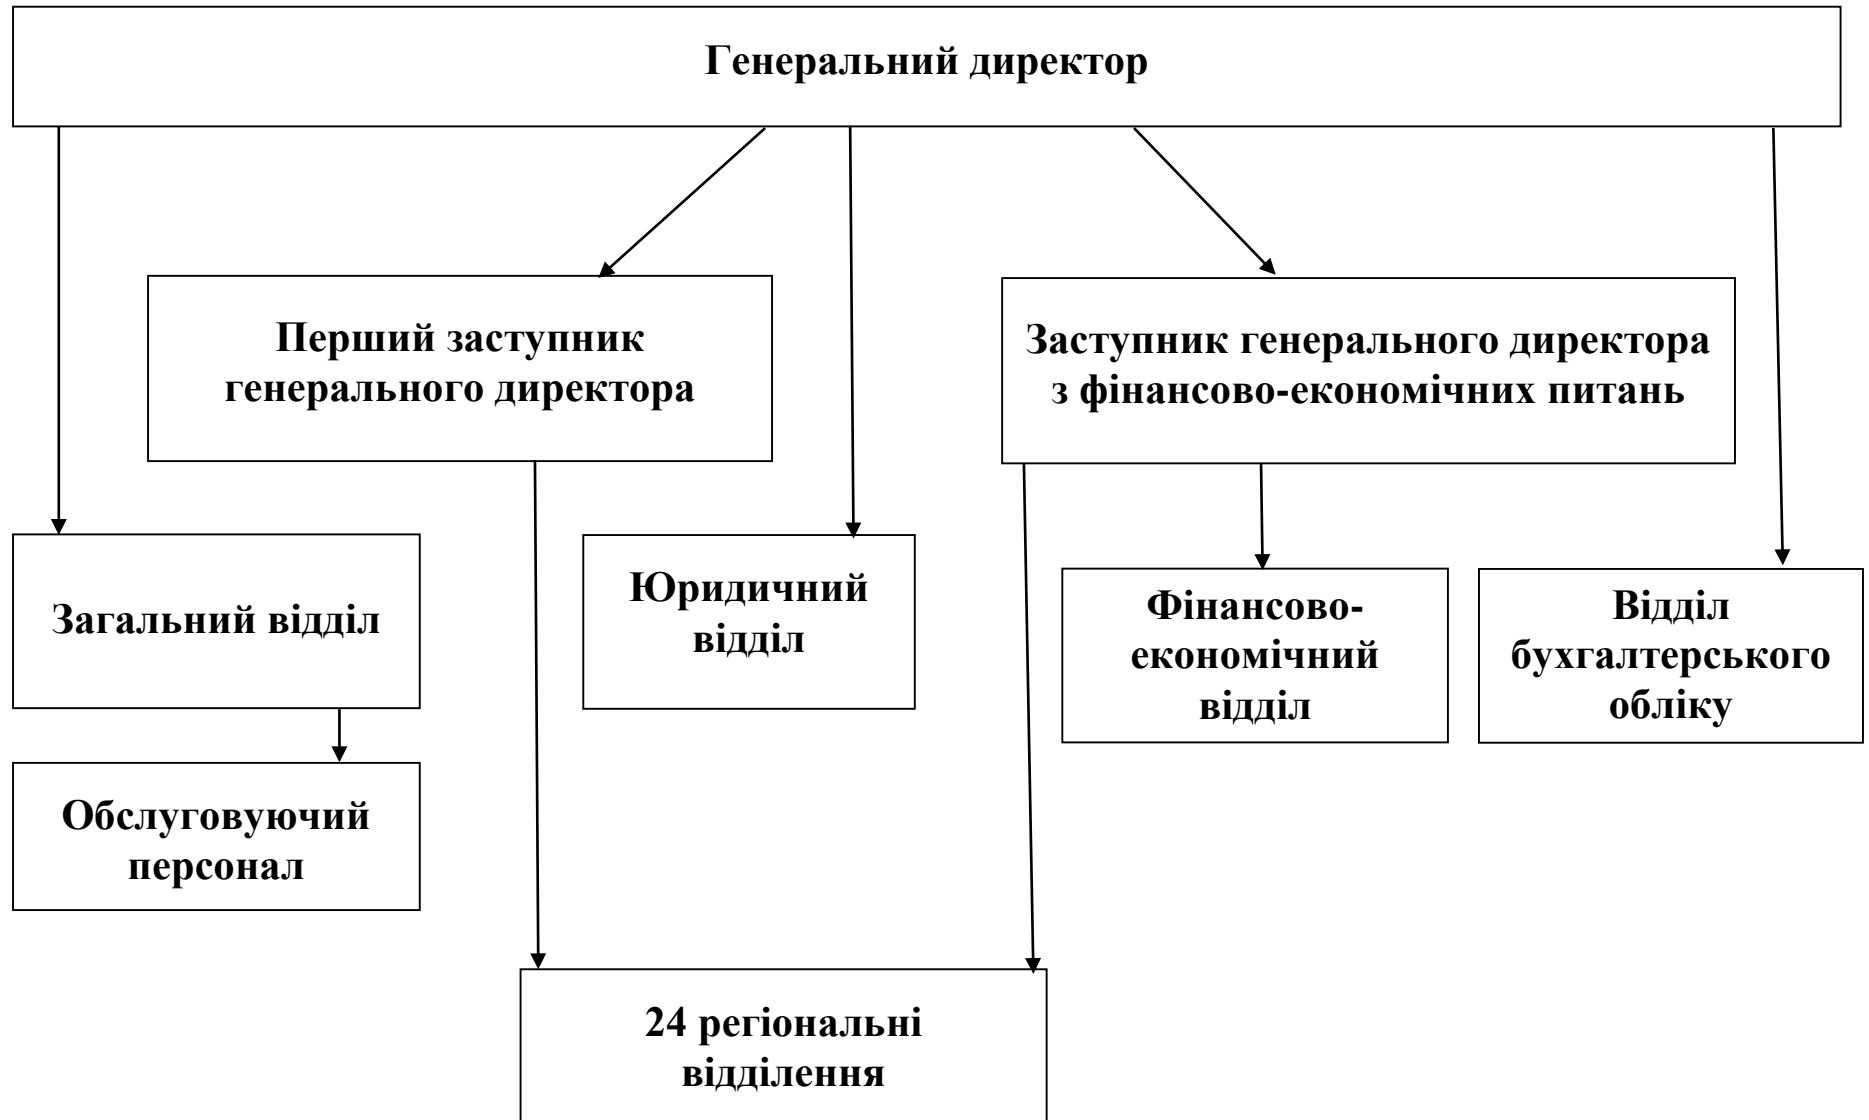 Генеральний директор
Перший заступник
генерального директора
Заступник генерального директора
з фінансово-економічних питань
Загальний відділ
Юридичний
відділ
Фінансово-
економічний
відділ
Відділ
бухгалтерського
обліку
Обслуговуючий
персонал
24 регіональні
відділення